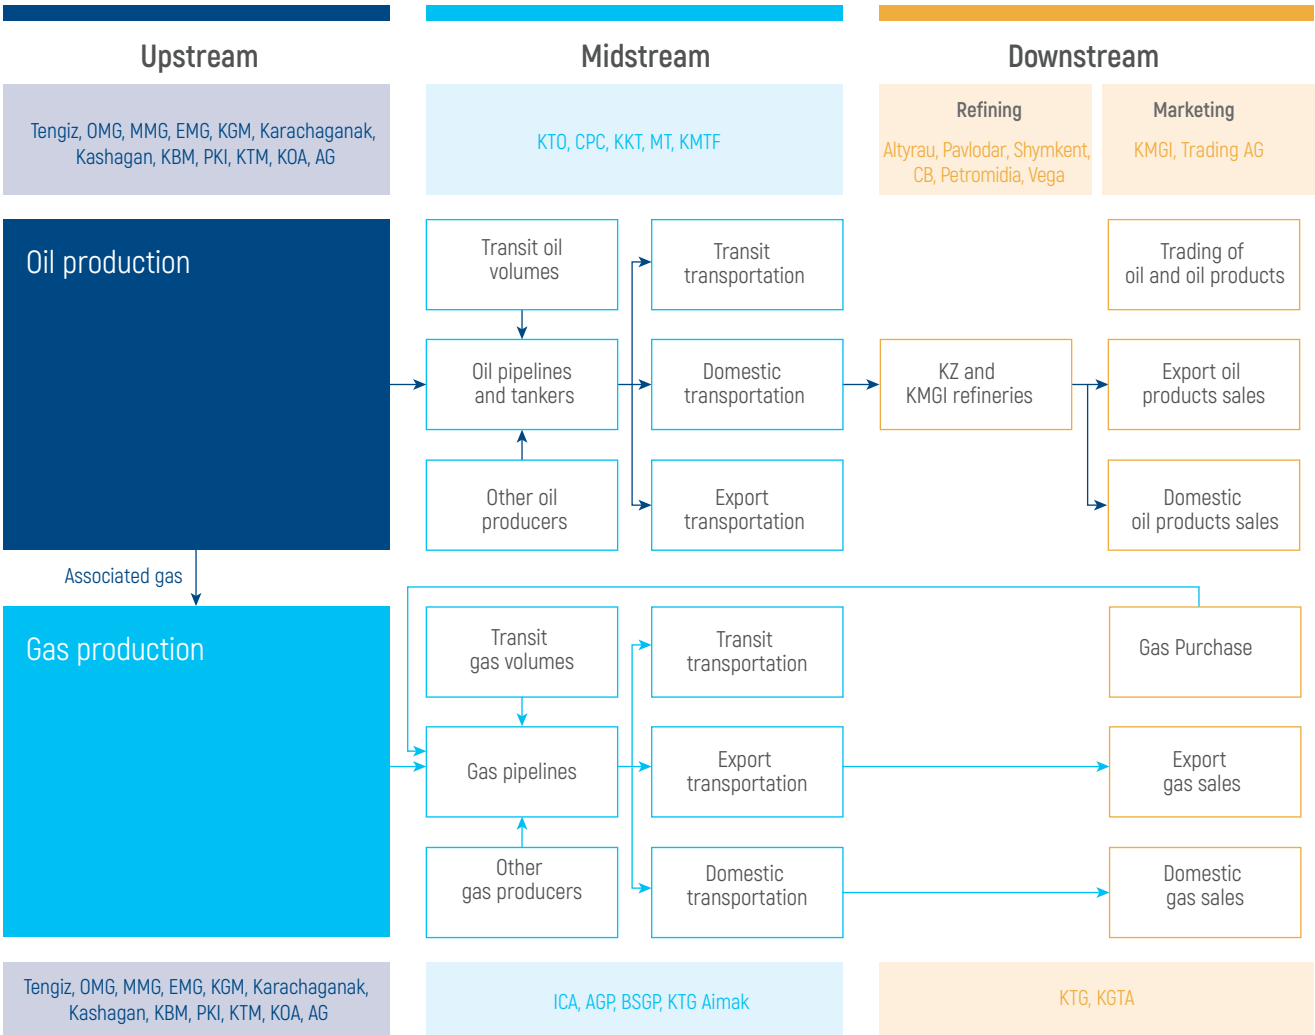 Upstream
Midstream
Downstream
Tengiz, OMG, MMG, EMG, KGM, Karachaganak,
Kashagan, KBM, PKI, KTM, KOA, AG
KTO, CPC, KKT, MT, KMTF
Refining
Altyrau, Pavlodar, Shymkent,
CB, Petromidia, Vega
Marketing
KMGI, Trading AG
Oil production
Transit oil
volumes
Transit
transportation
Trading of
oil and oil products
Oil pipelines
and tankers
Domestic
transportation
KZ and
KMGI refineries
Export oil
products sales
Other oil
producers
Export
transportation
Domestic
oil products sales
Associated gas
Gas production
Transit
gas volumes
Transit
transportation
Gas Purchase
Gas pipelines
Export
transportation
Export
gas sales
Other
gas producers
Domestic
transportation
Domestic
gas sales
Tengiz, OMG, MMG, EMG, KGM, Karachaganak,
Kashagan, KBM, PKI, KTM, KOA, AG
ICA, AGP, BSGP, KTG Aimak
KTG, KGTA